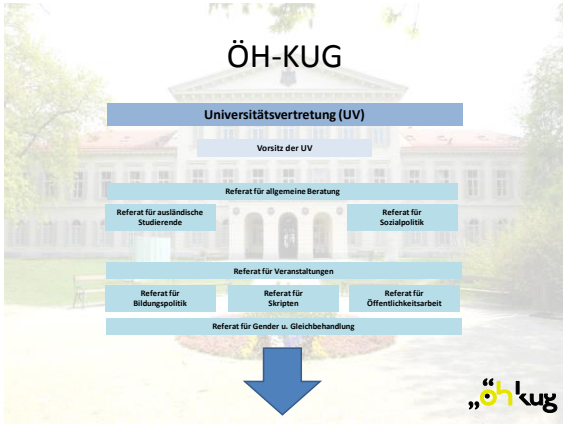 ÖH-KUG
Universitätsvertretung (UV)
Vorsitz der UV
Referat für allgemeine Beratung
Referat für ausländische
Studierende
Referat für
Sozialpolitik
Referat für Veranstaltungen
Referat für
Bildungspolitik
Referat für
Skripten
Referat für
Öffentlichkeitsarbeit
Referat für Gender u. Gleichbehandlung
„öh“kug